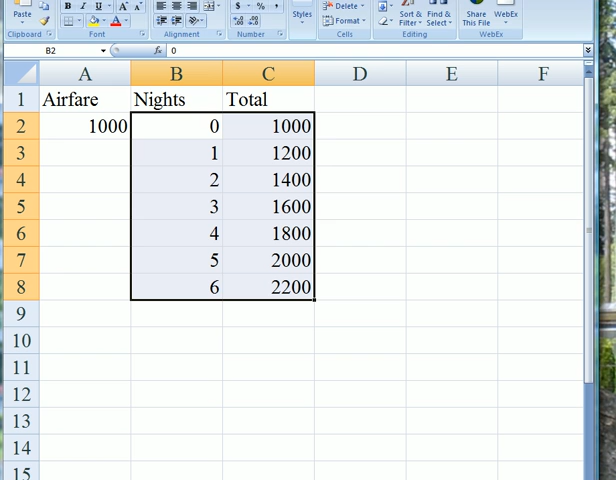 Paste
B I U A A
$ % ,
Styles
Delete
Format
Sort & Filter
Find & Select
Share This File
WebEx
Clipboard Font Alignment Number Cells Editing WebEx
B2 fx 0
A B C D E F
1 Airfare Nights Total
2 1000 0 1000
3 1 1200
4 2 1400
5 3 1600
6 4 1800
7 5 2000
8 6 2200
9
10
11
12
13
14
15